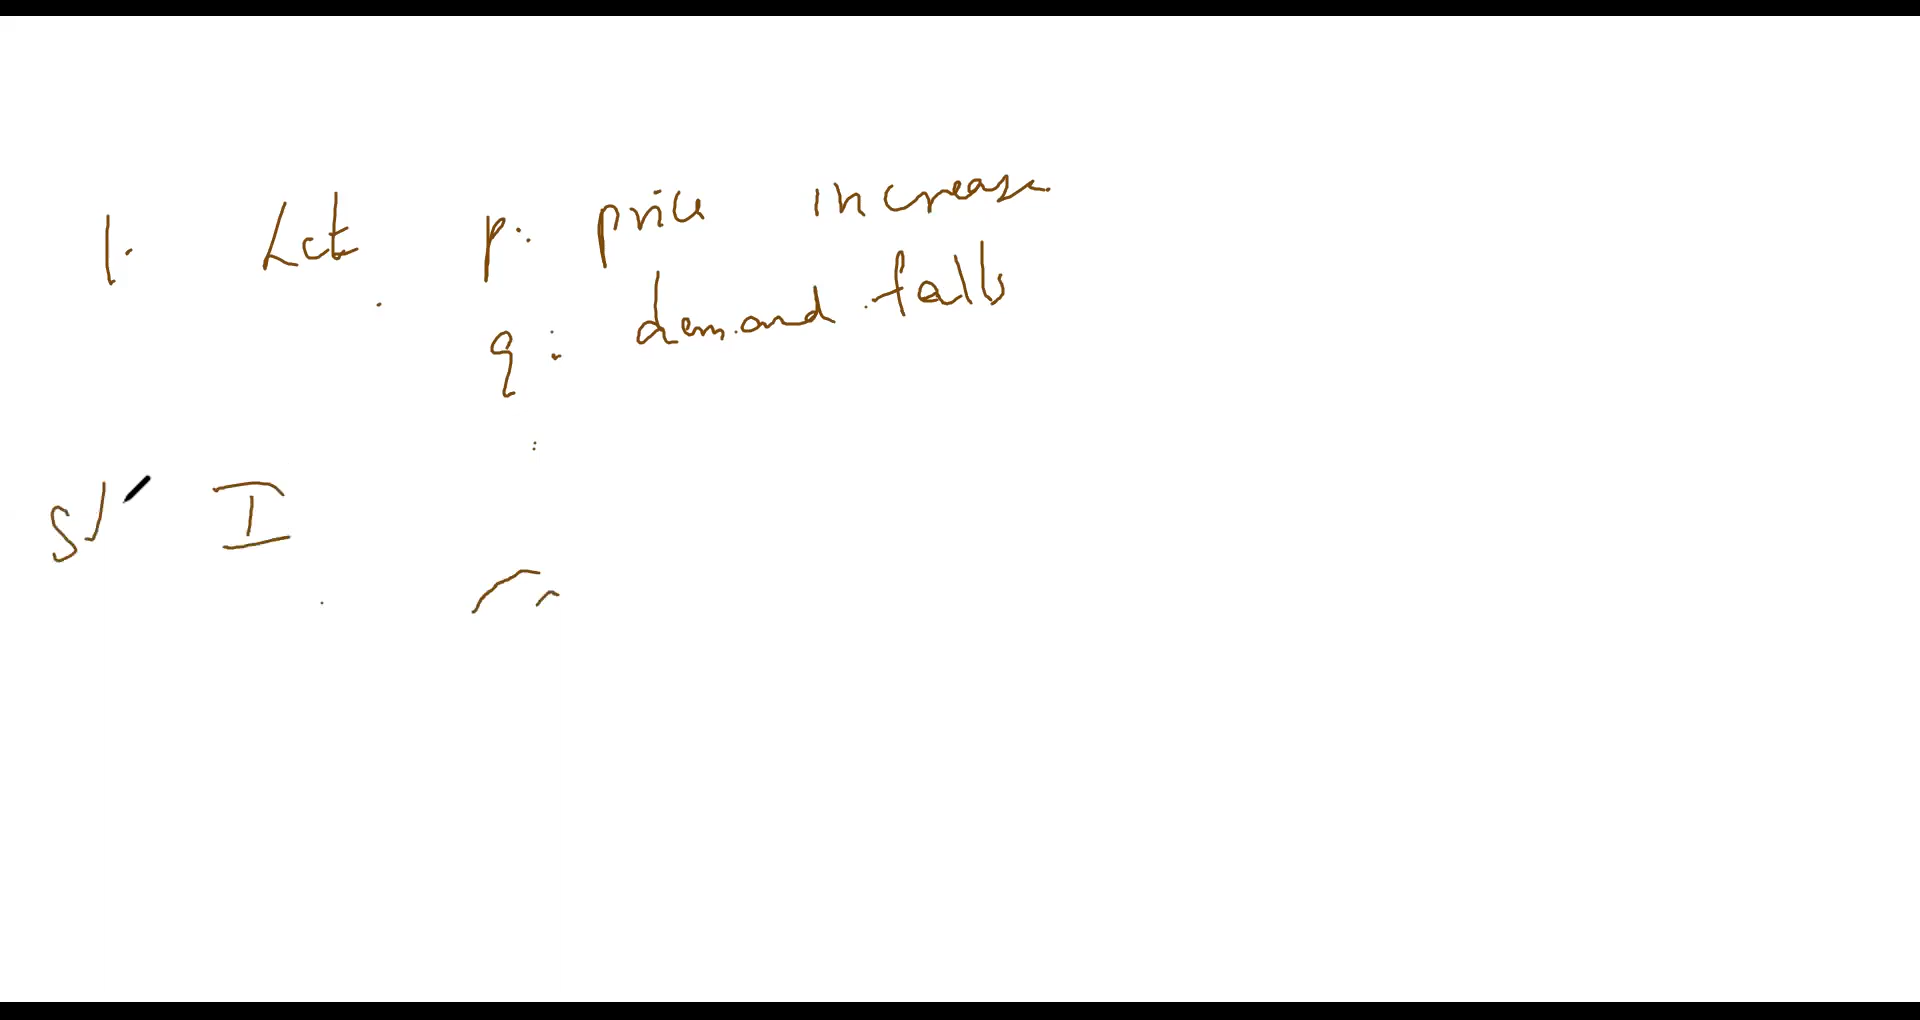 1. Let p: price increase
q: demand falls
I